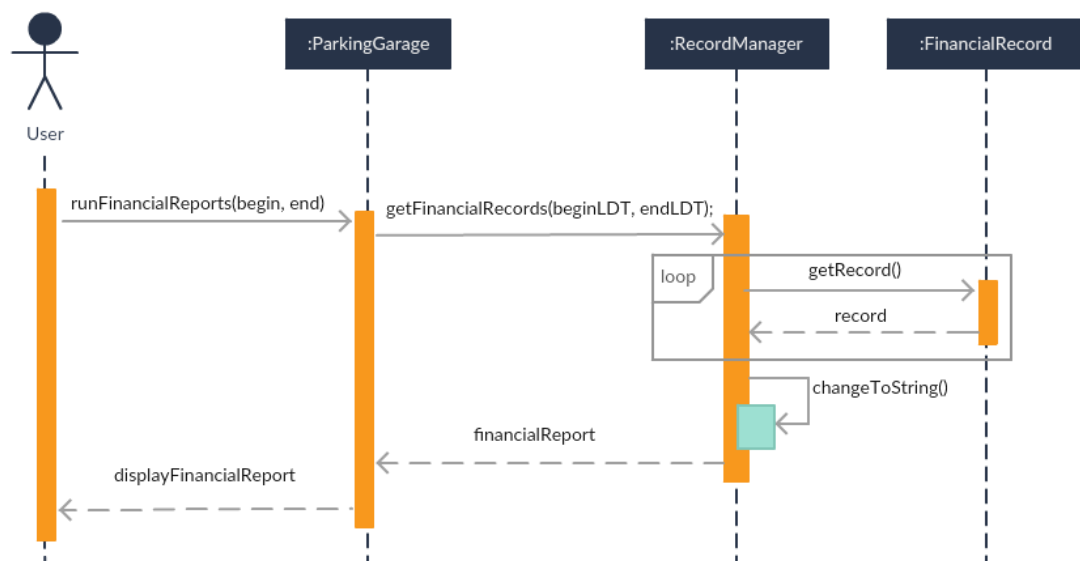 :ParkingGarage
:RecordManager
:FinancialRecord
User
runFinancialReports(begin, end)
getFinancialRecords(beginLDT, endLDT);
loop
getRecord()
record
changeToString()
financialReport
displayFinancialReport